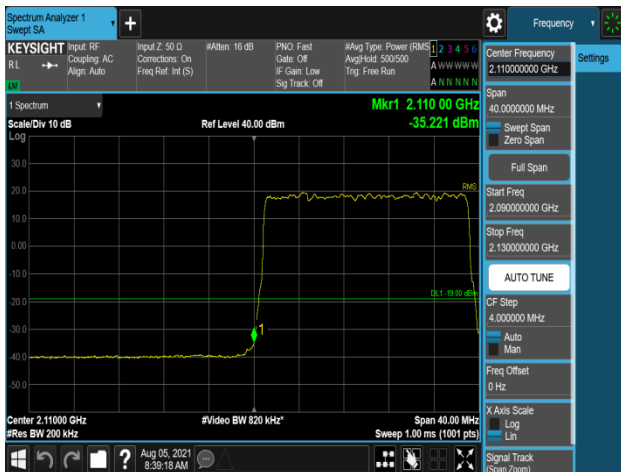 Spectrum Analyzer 1
Swept SA
+
Frequency
KEYSIGHT
RL
Input: RF
Coupling: AC
Align: Auto
Input Z: 50 Ω
Corrections: On
Freq Ref: Int (S)
#Atten: 16 dB
PNO: Fast
Gate: Off
IF Gain: Low
Sig Track: Off
#Avg Type: Power (RMS
Avg|Hold: 500/500
Trig: Free Run
1 2 3 4 5 6
A W W W W W
A N N N N N
1 Spectrum
Scale/Div 10 dB
Log
Ref Level 40.00 dBm
Mkr1 2.110 00 GHz
-35.221 dBm
30.0
20.0
10.0
0.00
-10.0
-20.0
-30.0
-40.0
-50.0
RMS
DL1 -19.00 dBm
1
Center 2.11000 GHz
#Res BW 200 kHz
#Video BW 820 kHz*
Span 40.00 MHz
Sweep 1.00 ms (1001 pts)
Center Frequency
2.110000000 GHz
Settings
Span
40.0000000 MHz
Swept Span
Zero Span
Full Span
Start Freq
2.090000000 GHz
Stop Freq
2.130000000 GHz
AUTO TUNE
CF Step
4.000000 MHz
Auto
Man
Freq Offset
0 Hz
X Axis Scale
Log
Lin
Signal Track
(Span Zoom)
?
Aug 05, 2021
8:39:18 AM